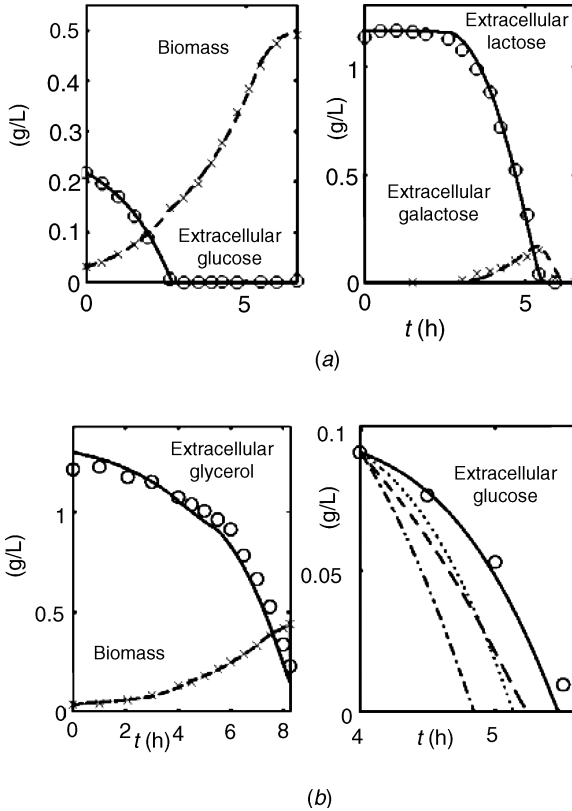 (a)
0.5
Biomass
0.4
(g/L)
0.3
0.2
0.1
Extracellular
glucose
0
0
5
Extracellular
lactose
1
(g/L)
0.5
Extracellular
galactose
0
0
5
t (h)
(a)
Extracellular
glycerol
1
(g/L)
0.5
Biomass
0
0
2
t (h)
4
6
8
0.1
Extracellular
glucose
(g/L)
0.05
0
4
t (h)
5
(b)